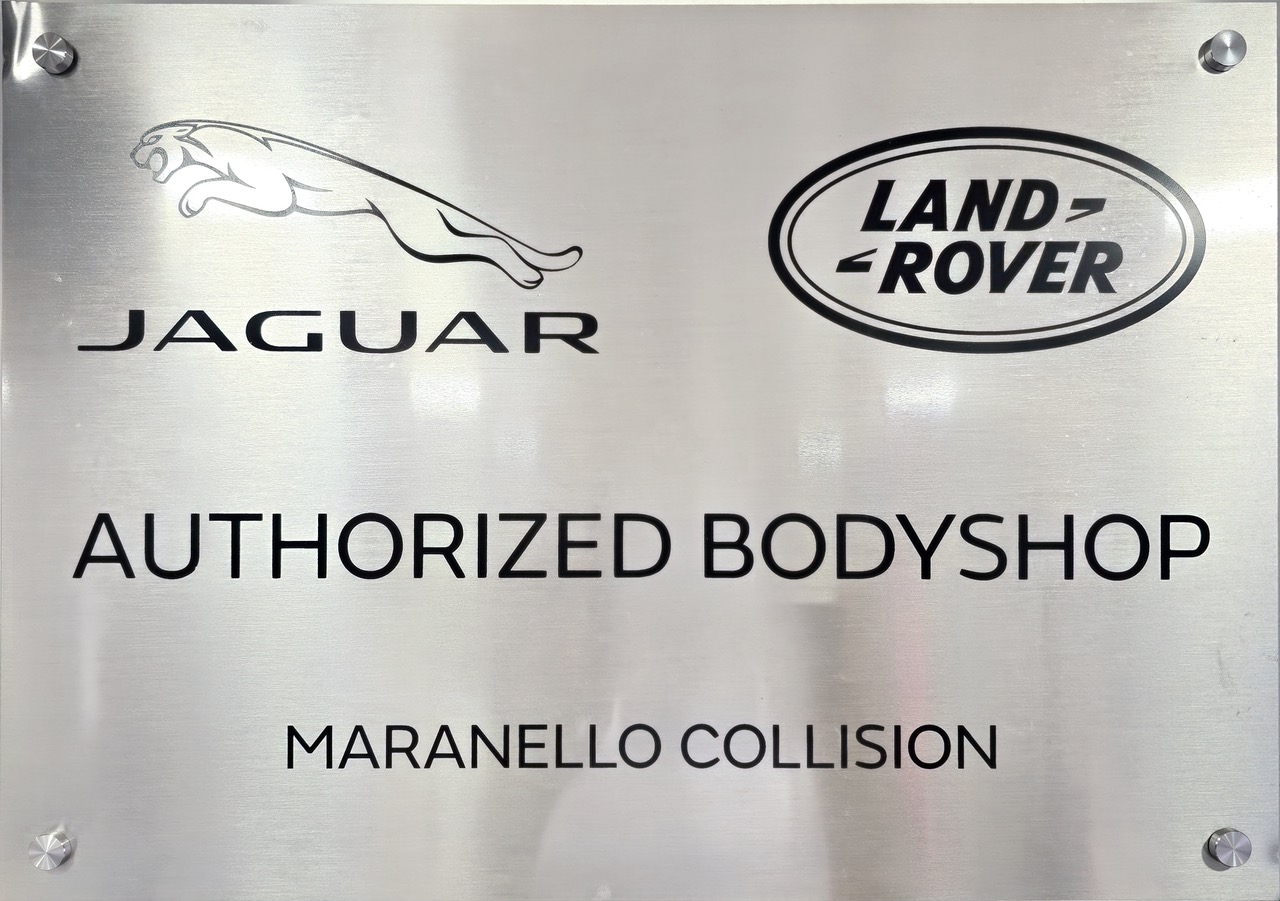 JAGUAR
LAND
ROVER
AUTHORIZED BODYSHOP
MARANELLO COLLISION